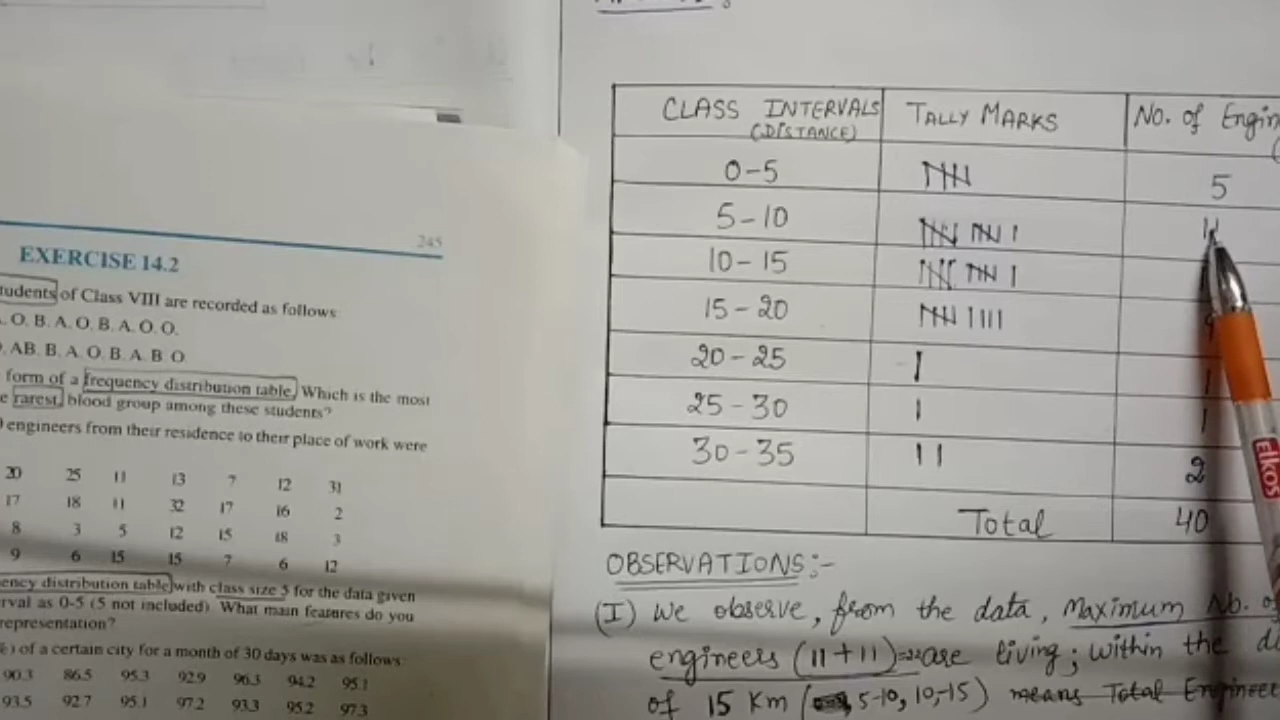 245
EXERCISE 14.2
tudents of Class VIII are recorded as follows
. O. B. A. O. B. A. O. O.
. AB. B. A. O. B. A. B O
form of a frequency distribution table. Which is the most
e rarest, blood group among these students?
engineers from their residence to their place of work were
20 25 11 13 7 12 31
17 18 11 32 17 16 2
8 3 5 12 15 18 3
9 6 15 15 7 6 12
ency distribution table with class size 5 for the data given
rval as 0-5 (5 not included) What main features do you
representation?
) of a certain city for a month of 30 days was as follows:
90.3 86.5 95.3 92.9 96.3 94.2 95.1
93.5 92.7 95.1 97.2 93.3 95.2 97.3
CLASS INTERVALS (DISTANCE) TALLY MARKS No. of Engin
0-5 5
5-10 11
10-15
15-20 9
20-25 1
25-30 1
30-35 2
Total 40
OBSERVATIONS:-
(I) We observe, from the data, Maximum No. of
engineers (11+11)=22 are living; within the di
of 15 Km ( 5-10, 10-15) means Total Engineer
elkos